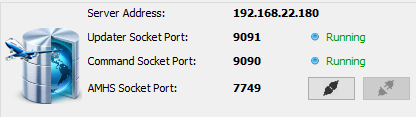 Server Address: 192.168.22.180
Updater Socket Port: 9091 Running
Command Socket Port: 9090 Running
AMHS Socket Port: 7749